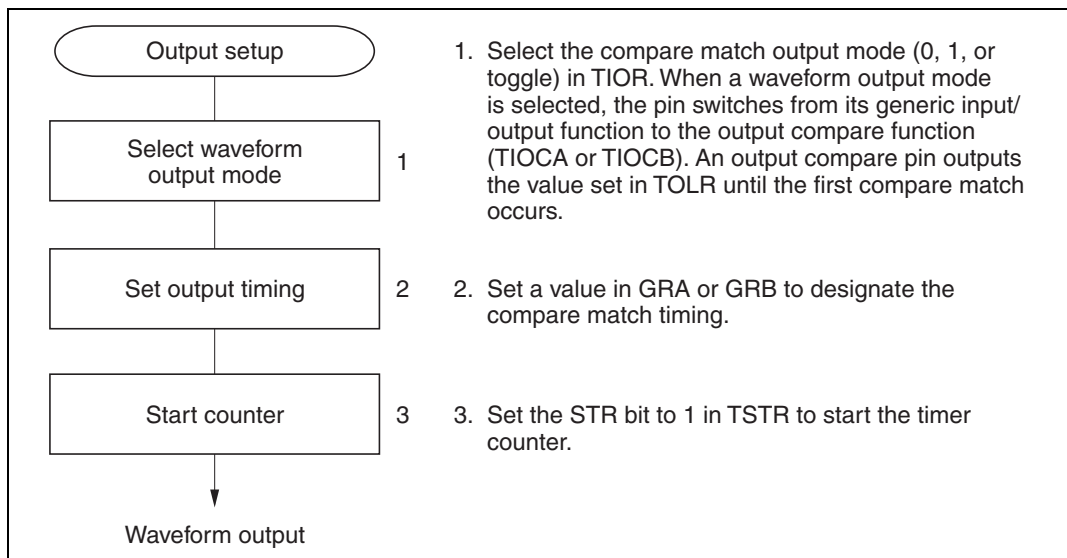 Output setup
Select waveform
output mode
1
1. Select the compare match output mode (0, 1, or
toggle) in TIOR. When a waveform output mode
is selected, the pin switches from its generic input/
output function to the output compare function
(TIOCA or TIOCB). An output compare pin outputs
the value set in TOLR until the first compare match
occurs.
Set output timing
2
2. Set a value in GRA or GRB to designate the
compare match timing.
Start counter
3
3. Set the STR bit to 1 in TSTR to start the timer
counter.
Waveform output